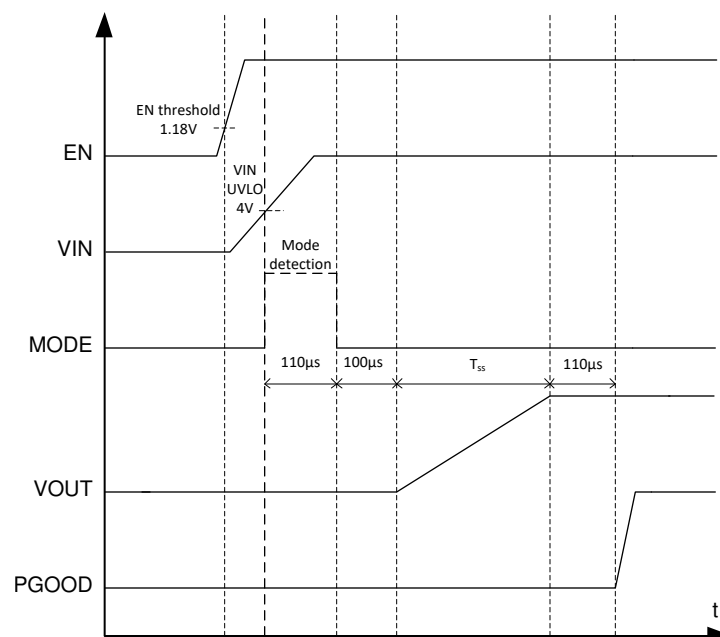 EN threshold
1.18V
EN
VIN
UVLO
4V
VIN
Mode
detection
MODE
110µs
100µs
Tss
110µs
VOUT
PGOOD
t